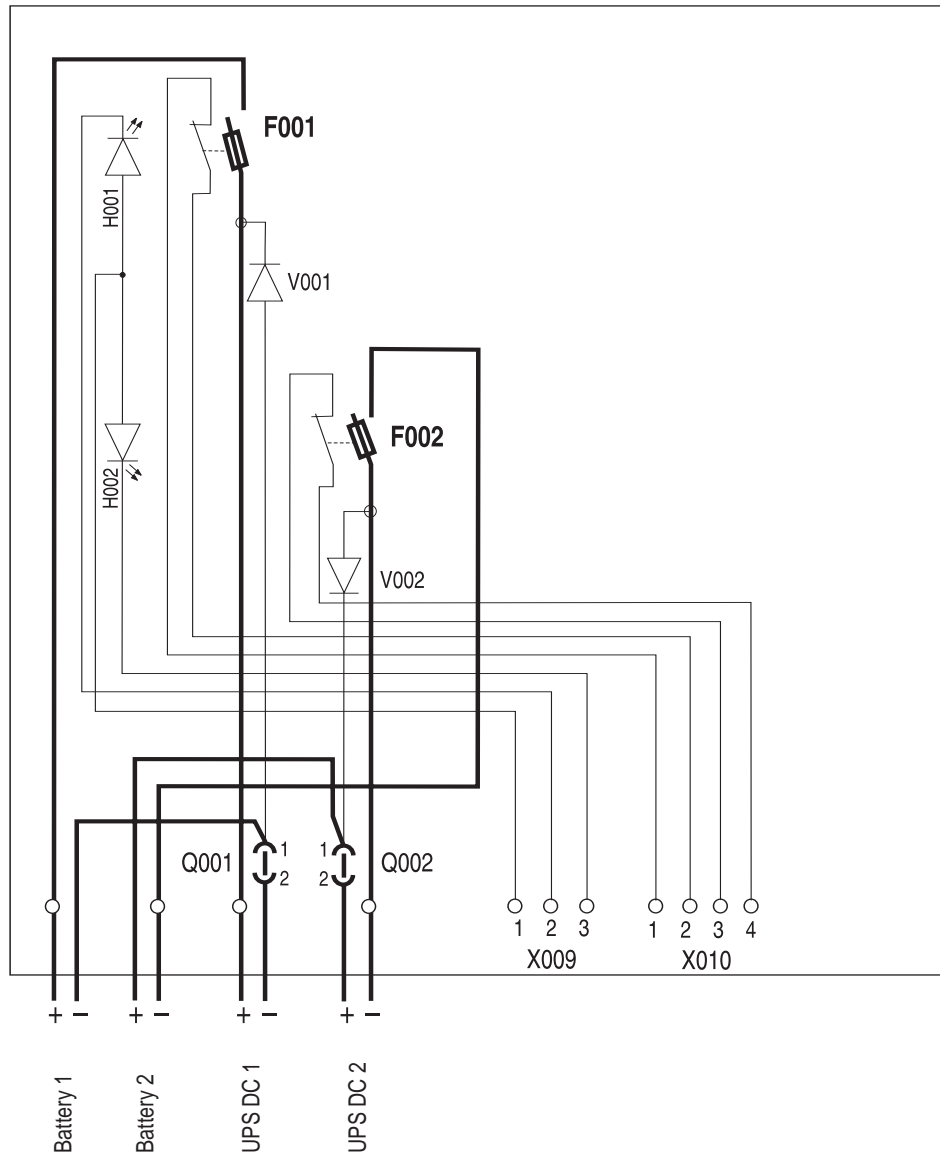 F001
H001
V001
F002
H002
V002
Q001
1
2
1
2
Q002
1
2
3
1
2
3
4
X009
X010
+ −
+ −
+ −
+ −
Battery 1
Battery 2
UPS DC 1
UPS DC 2